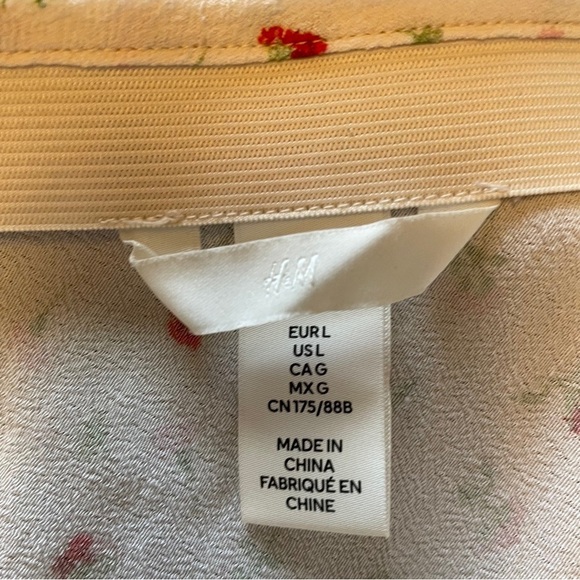 H&M
EUR L
US L
CA G
MX G
CN 175/88B
MADE IN
CHINA
FABRIQUÉ EN
CHINE